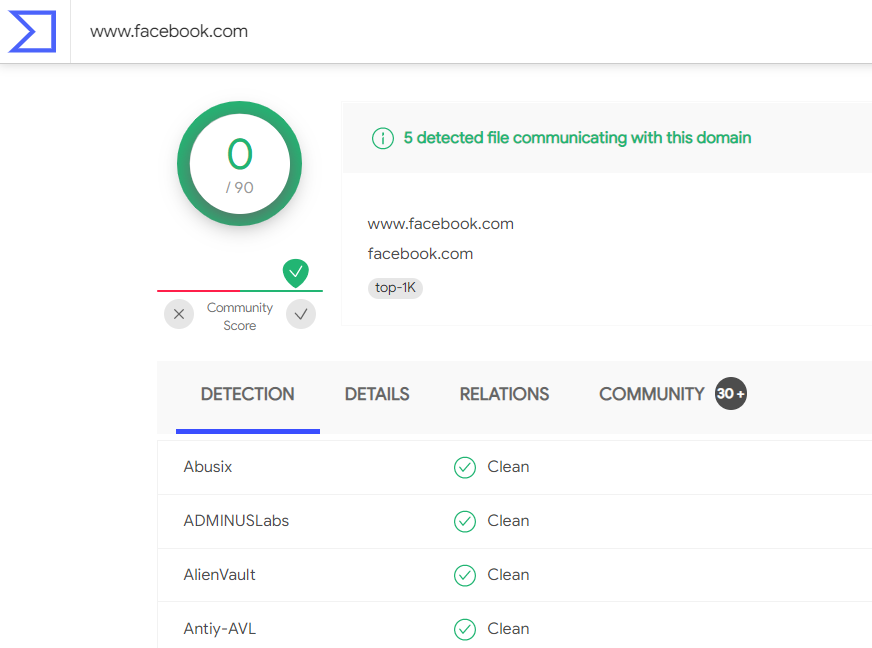 www.facebook.com
0
/ 90
5 detected file communicating with this domain
www.facebook.com
facebook.com
top-1K
Community
Score
DETECTION DETAILS RELATIONS COMMUNITY 30+
Abusix Clean
ADMINUSLabs Clean
AlienVault Clean
Antiy-AVL Clean